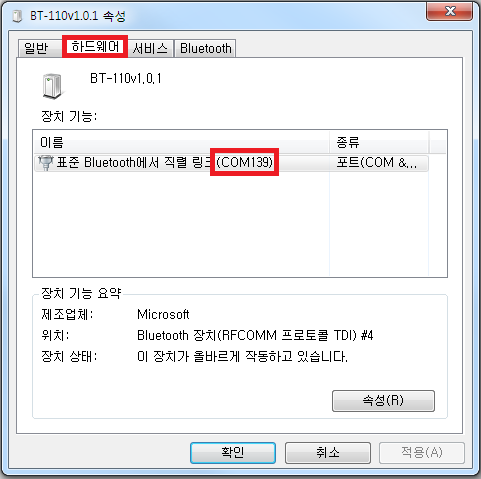 BT-110v1.0.1 속성
일반 하드웨어 서비스 Bluetooth
BT-110v1.0.1
장치 기능:
이름 종류
표준 Bluetooth에서 직렬 링크 (COM139) 포트(COM &...
장치 기능 요약
제조업체: Microsoft
위치: Bluetooth 장치(RFCOMM 프로토콜 TDI) #4
장치 상태: 이 장치가 올바르게 작동하고 있습니다.
속성(R)
확인 취소 적용(A)